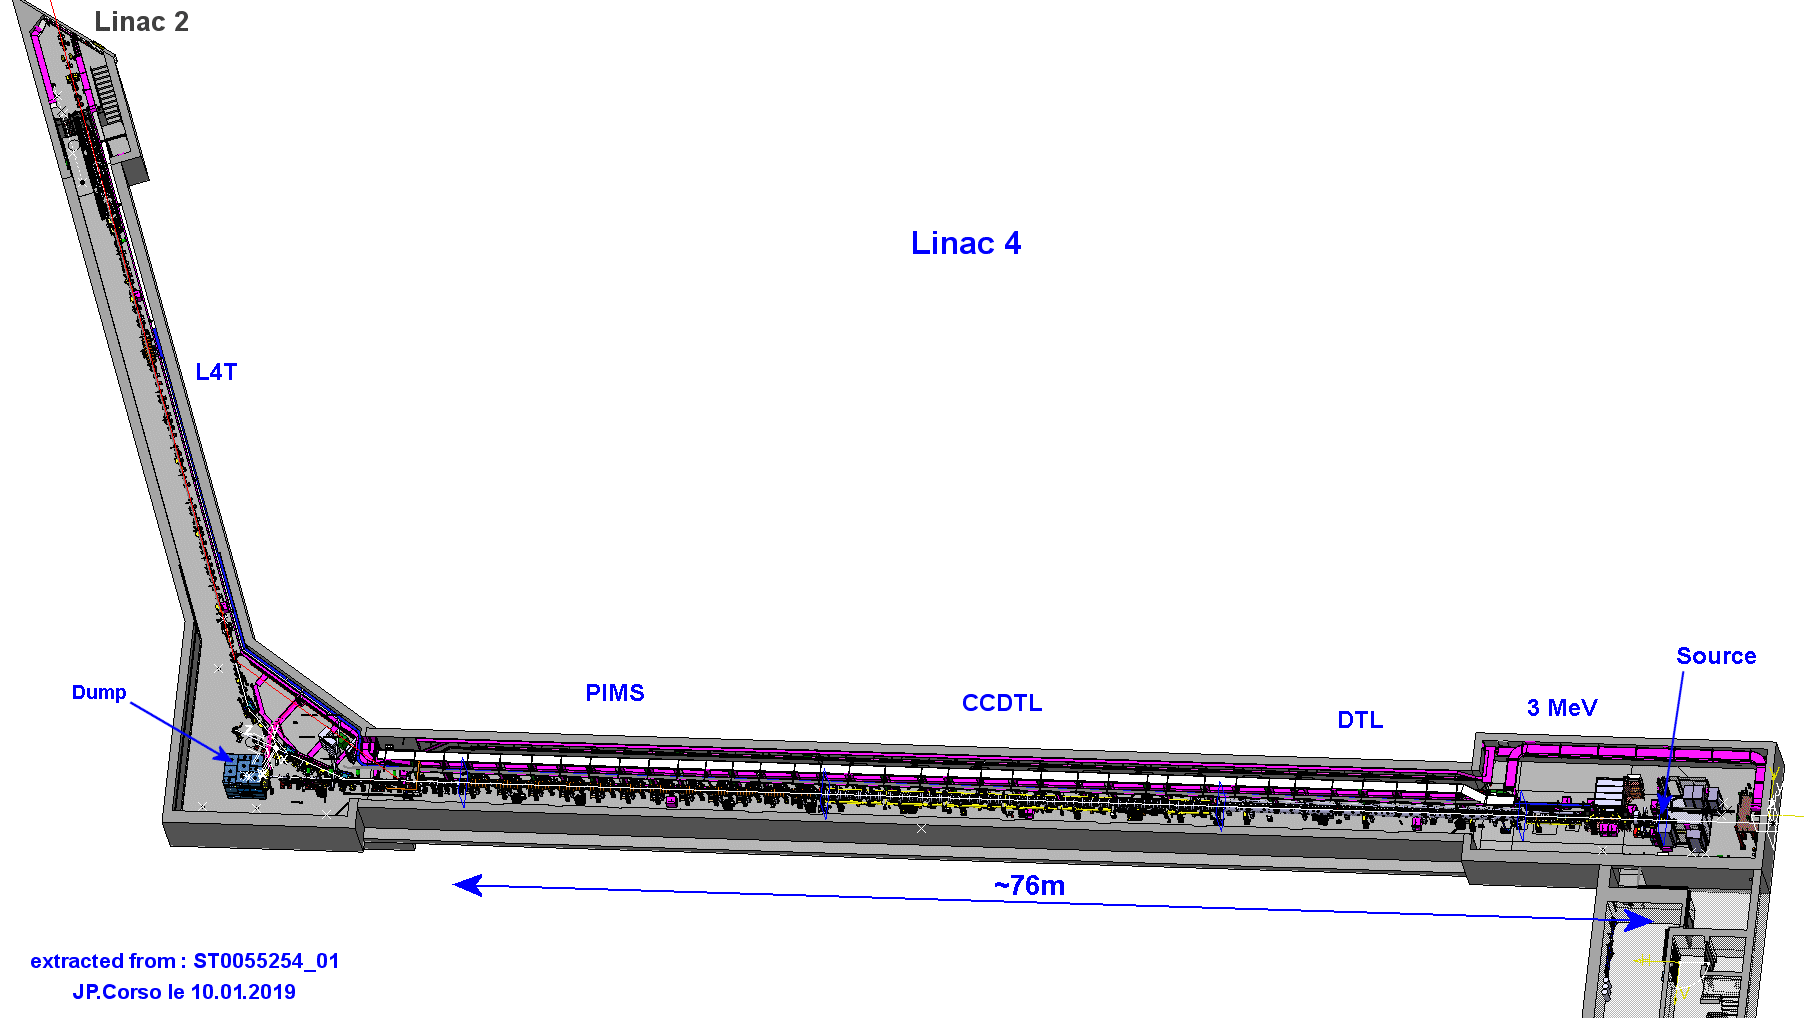 Linac 2
Linac 4
L4T
Source
Dump
PIMS
CCDTL
DTL
3 MeV
~76m
extracted from : ST0055254_01
JP.Corso le 10.01.2019